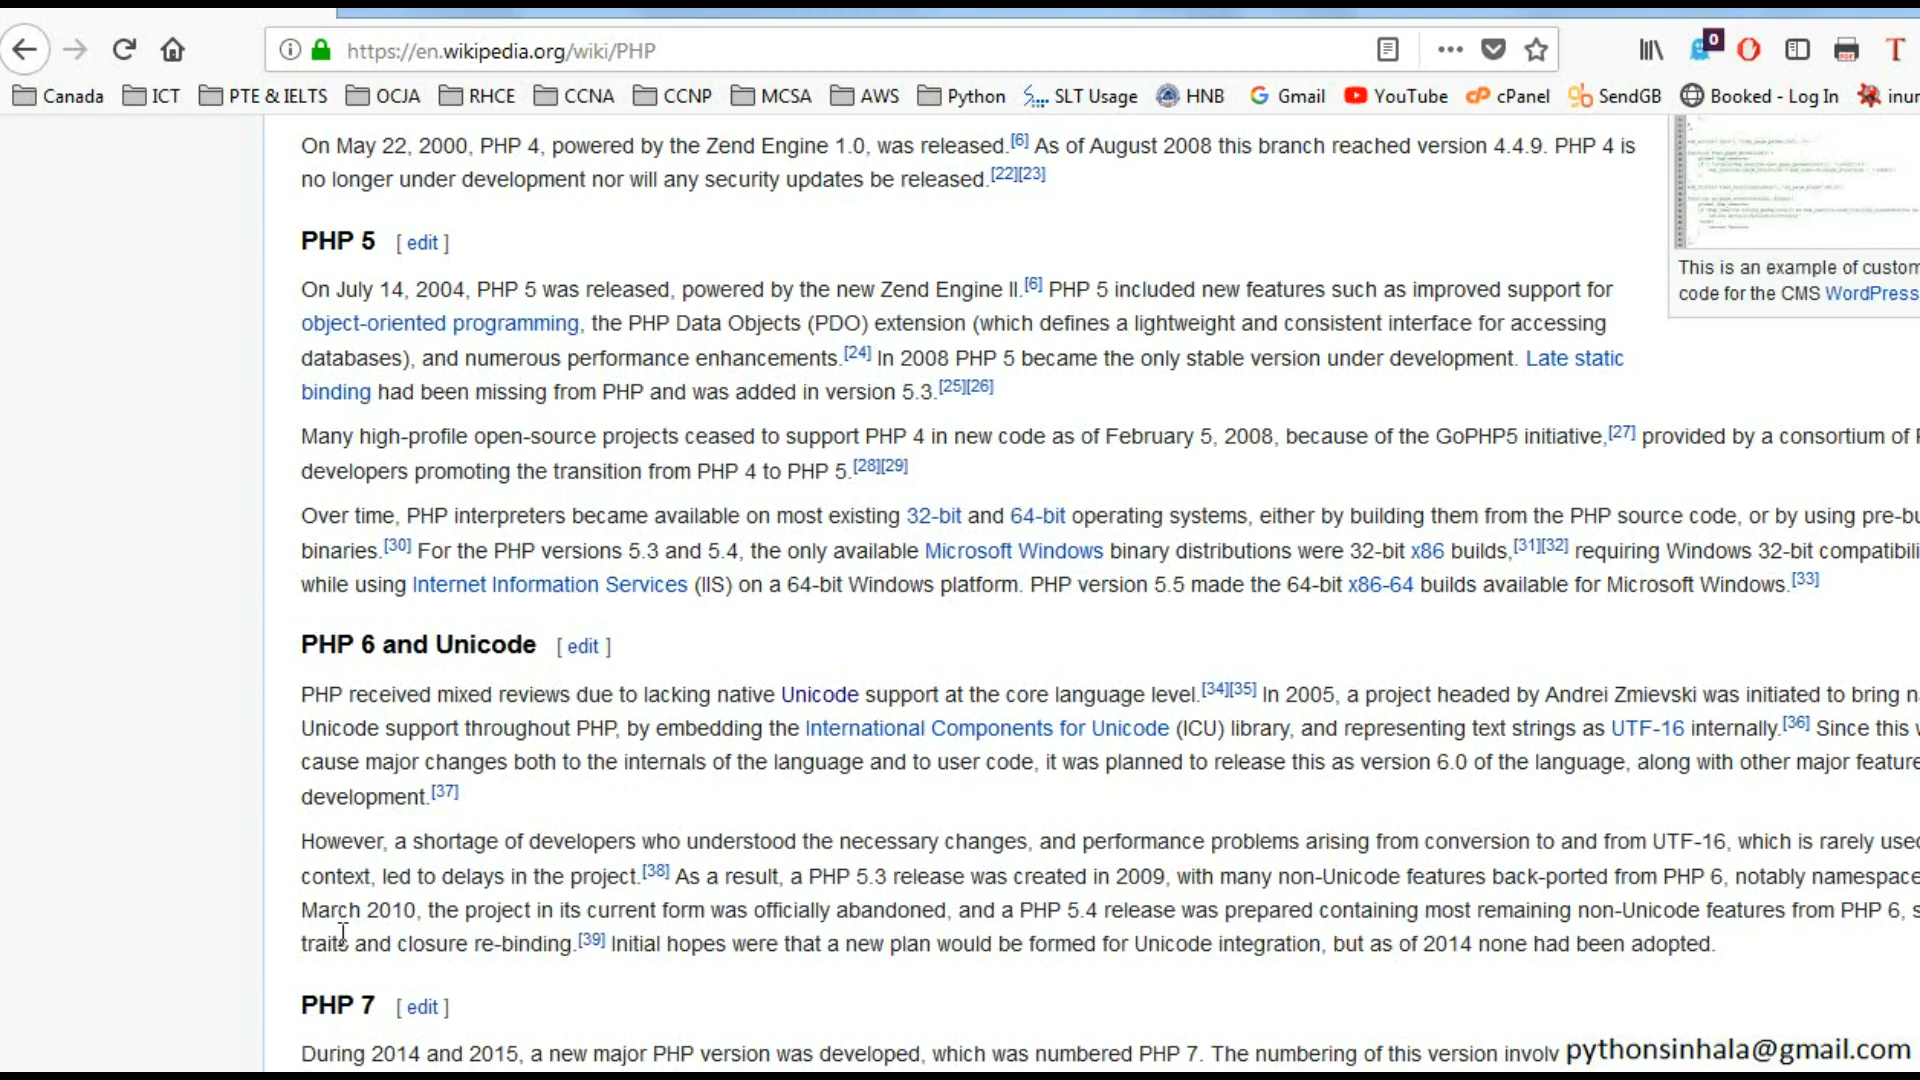 https://en.wikipedia.org/wiki/PHP
0
T
Canada ICT PTE & IELTS OCJA RHCE CCNA CCNP MCSA AWS Python SLT Usage HNB Gmail YouTube cPanel SendGB Booked - Log In
On May 22, 2000, PHP 4, powered by the Zend Engine 1.0, was released.[6] As of August 2008 this branch reached version 4.4.9. PHP 4 is
no longer under development nor will any security updates be released.[22][23]
This is an example of custom
code for the CMS WordPress
PHP 5 [ edit ]
On July 14, 2004, PHP 5 was released, powered by the new Zend Engine II.[6] PHP 5 included new features such as improved support for
object-oriented programming, the PHP Data Objects (PDO) extension (which defines a lightweight and consistent interface for accessing
databases), and numerous performance enhancements.[24] In 2008 PHP 5 became the only stable version under development. Late static
binding had been missing from PHP and was added in version 5.3.[25][26]
Many high-profile open-source projects ceased to support PHP 4 in new code as of February 5, 2008, because of the GoPHP5 initiative,[27] provided by a consortium of
developers promoting the transition from PHP 4 to PHP 5.[28][29]
Over time, PHP interpreters became available on most existing 32-bit and 64-bit operating systems, either by building them from the PHP source code, or by using pre-bu
binaries.[30] For the PHP versions 5.3 and 5.4, the only available Microsoft Windows binary distributions were 32-bit x86 builds,[31][32] requiring Windows 32-bit compatibili
while using Internet Information Services (IIS) on a 64-bit Windows platform. PHP version 5.5 made the 64-bit x86-64 builds available for Microsoft Windows.[33]
PHP 6 and Unicode [ edit ]
PHP received mixed reviews due to lacking native Unicode support at the core language level.[34][35] In 2005, a project headed by Andrei Zmievski was initiated to bring n
Unicode support throughout PHP, by embedding the International Components for Unicode (ICU) library, and representing text strings as UTF-16 internally.[36] Since this w
cause major changes both to the internals of the language and to user code, it was planned to release this as version 6.0 of the language, along with other major feature
development.[37]
However, a shortage of developers who understood the necessary changes, and performance problems arising from conversion to and from UTF-16, which is rarely used
context, led to delays in the project.[38] As a result, a PHP 5.3 release was created in 2009, with many non-Unicode features back-ported from PHP 6, notably namespace
March 2010, the project in its current form was officially abandoned, and a PHP 5.4 release was prepared containing most remaining non-Unicode features from PHP 6, s
traits and closure re-binding.[39] Initial hopes were that a new plan would be formed for Unicode integration, but as of 2014 none had been adopted.
PHP 7 [ edit ]
During 2014 and 2015, a new major PHP version was developed, which was numbered PHP 7. The numbering of this version involv
pythonsinhala@gmail.com